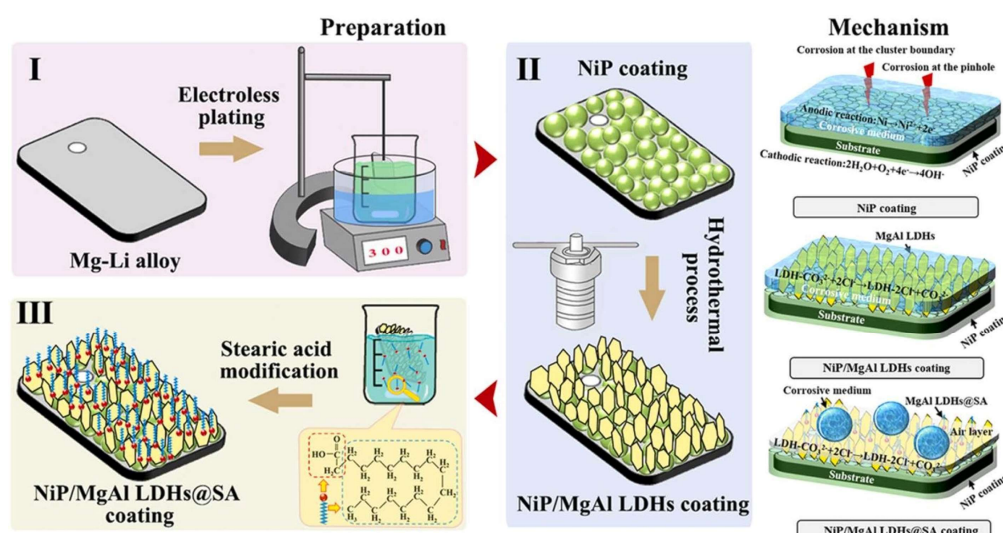 Preparation
Mechanism
I
Electroless
plating
300
Mg-Li alloy
II
NiP coating
Hydrothermal
process
NiP/MgAl LDHs coating
III
Stearic acid
modification
NiP/MgAl LDHs@SA
coating
Corrosion at the cluster boundary
Corrosion at the pinhole
Anodic reaction:Ni→Ni²⁺+2e⁻
Corrosive medium
Substrate
Cathodic reaction:2H₂O+O₂+4e⁻→4OH⁻
NiP coating
NiP coating
MgAl LDHs
LDH-CO₃²⁻+2Cl⁻→LDH-2Cl⁻+CO₃²⁻
Corrosive medium
Substrate
NiP coating
NiP/MgAl LDHs coating
Corrosive medium
MgAl LDHs@SA
Air layer
LDH-CO₃²⁻+2Cl⁻→LDH-2Cl⁻+CO₃²⁻
Substrate
NiP coating
NiP/MgAl LDHs@SA coating